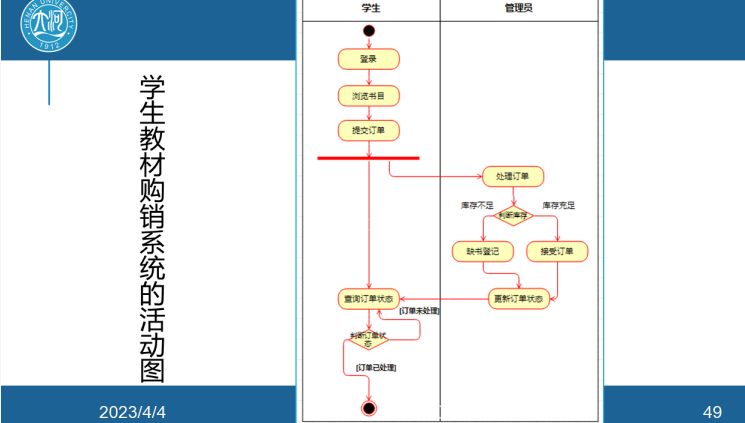 HENAN UNIVERSITY
1912
学生教材购销系统的活动图
学生
管理员
登录
浏览书目
提交订单
处理订单
库存不足
判断库存
库存充足
缺书登记
接受订单
查询订单状态
更新订单状态
[订单未处理]
判断订单状
态
[订单已处理]
2023/4/4
49